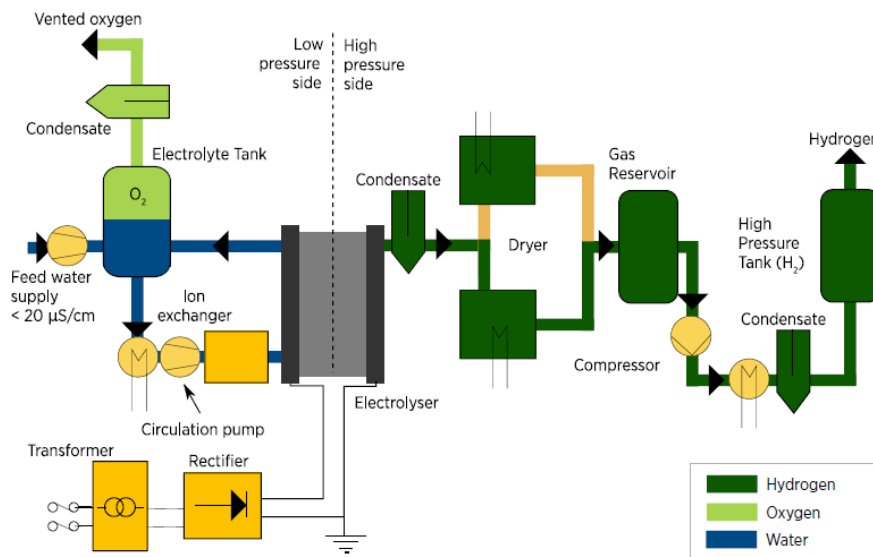 Vented oxygen
Low
pressure
side
High
pressure
side
Condensate
Electrolyte Tank
O2
Feed water
supply
< 20 µS/cm
Ion
exchanger
Circulation pump
Transformer
Rectifier
Electrolyser
Condensate
Dryer
Gas
Reservoir
Compressor
Condensate
High
Pressure
Tank (H2)
Hydrogen
Hydrogen
Oxygen
Water